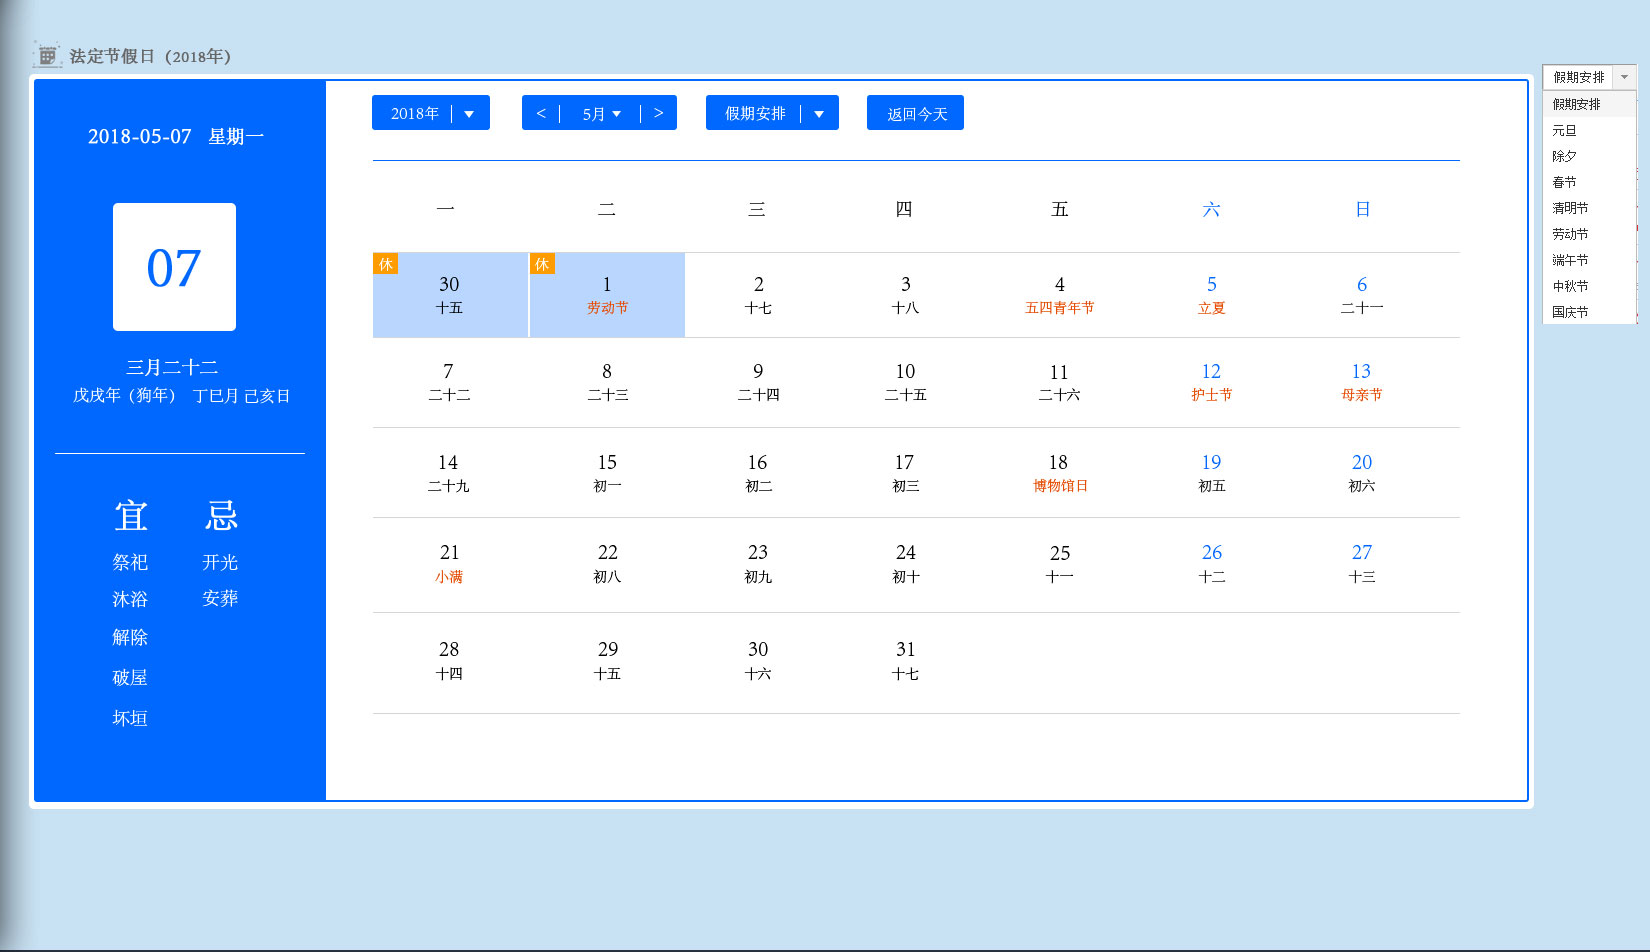 法定节假日（2018年）
2018-05-07 星期一
07
三月二十二
戊戌年（狗年） 丁巳月 己亥日
宜 忌
祭祀 开光
沐浴 安葬
解除
破屋
坏垣
2018年 < 5月 > 假期安排 返回今天
一 二 三 四 五 六 日
休 休
30 1 2 3 4 5 6
十五 劳动节 十七 十八 五四青年节 立夏 二十一
7 8 9 10 11 12 13
二十二 二十三 二十四 二十五 二十六 护士节 母亲节
14 15 16 17 18 19 20
二十九 初一 初二 初三 博物馆日 初五 初六
21 22 23 24 25 26 27
小满 初八 初九 初十 十一 十二 十三
28 29 30 31
十四 十五 十六 十七
假期安排
假期安排
元旦
除夕
春节
清明节
劳动节
端午节
中秋节
国庆节